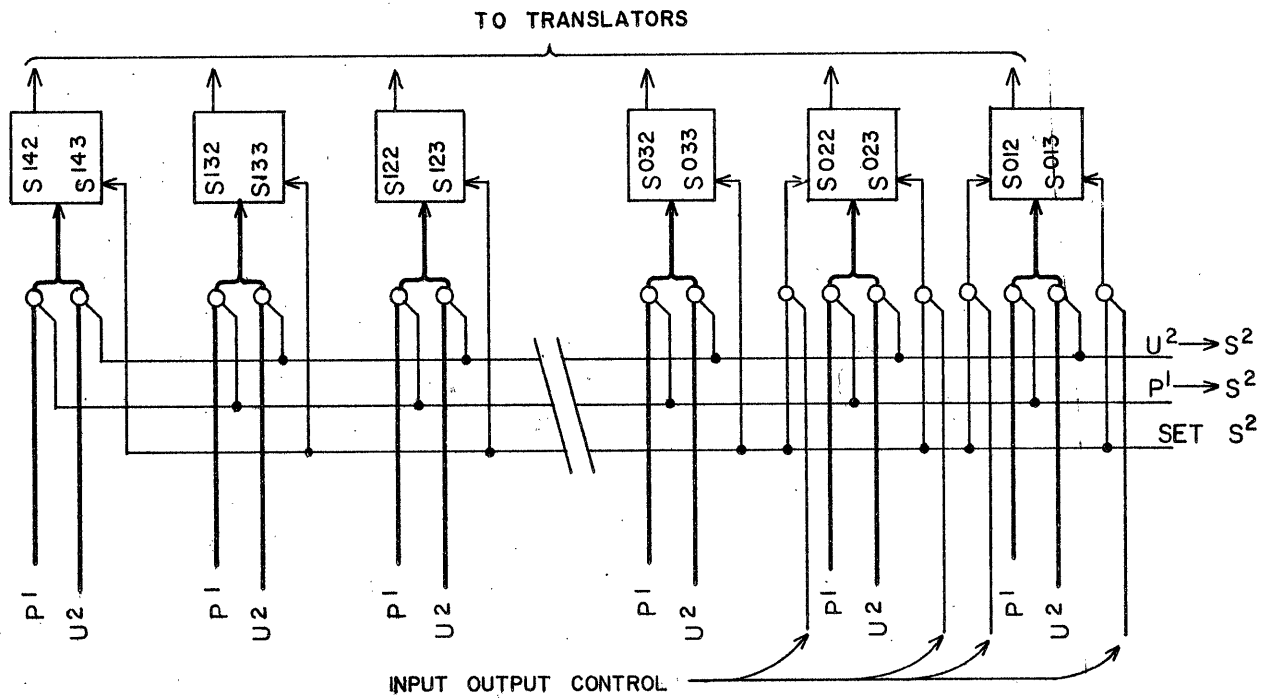 TO TRANSLATORS
S142 S143 S132 S133 S122 S123 S032 S033 S022 S023 S012 S013
U² → S²
P¹ → S²
SET S²
P¹ U² P¹ U² P¹ U² P¹ U² P¹ U² P¹ U²
INPUT OUTPUT CONTROL